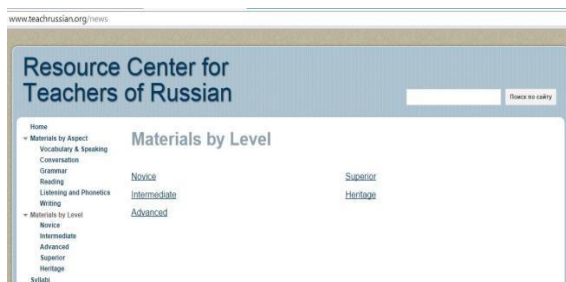 www.teachrussian.org/news
Resource Center for
Teachers of Russian
Поиск по сайту
Home
Materials by Aspect
Vocabulary & Speaking
Conversation
Grammar
Reading
Listening and Phonetics
Writing
Materials by Level
Novice
Intermediate
Advanced
Superior
Heritage
Syllabi
Materials by Level
Novice
Superior
Intermediate
Heritage
Advanced